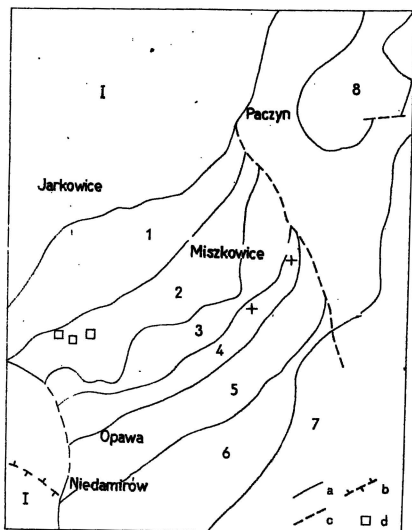 I
8
Paczyn
Jarkowice
1
Miszkowice
2
3
4
5
Opawa
7
6
Niedamirów
I
a
b
c
d